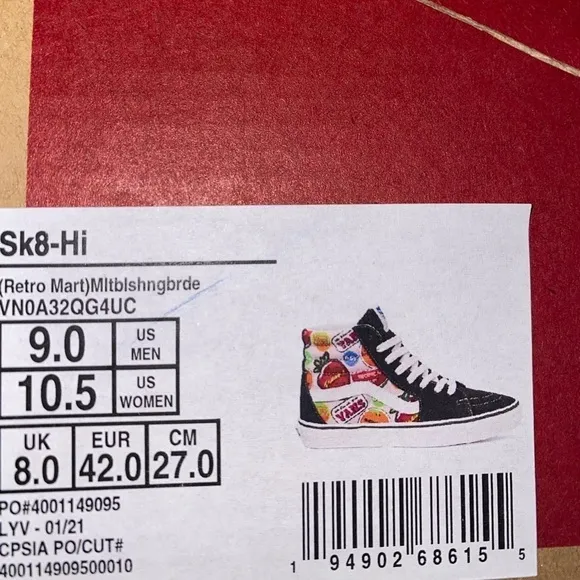 Sk8-Hi
(Retro Mart)Mltblshngbrde
VN0A32QG4UC
9.0 US MEN
10.5 US WOMEN
UK 8.0 EUR 42.0 CM 27.0
PO#4001149095
LYV - 01/21
CPSIA PO/CUT#
400114909500010
VANS
1 94902 68615 5